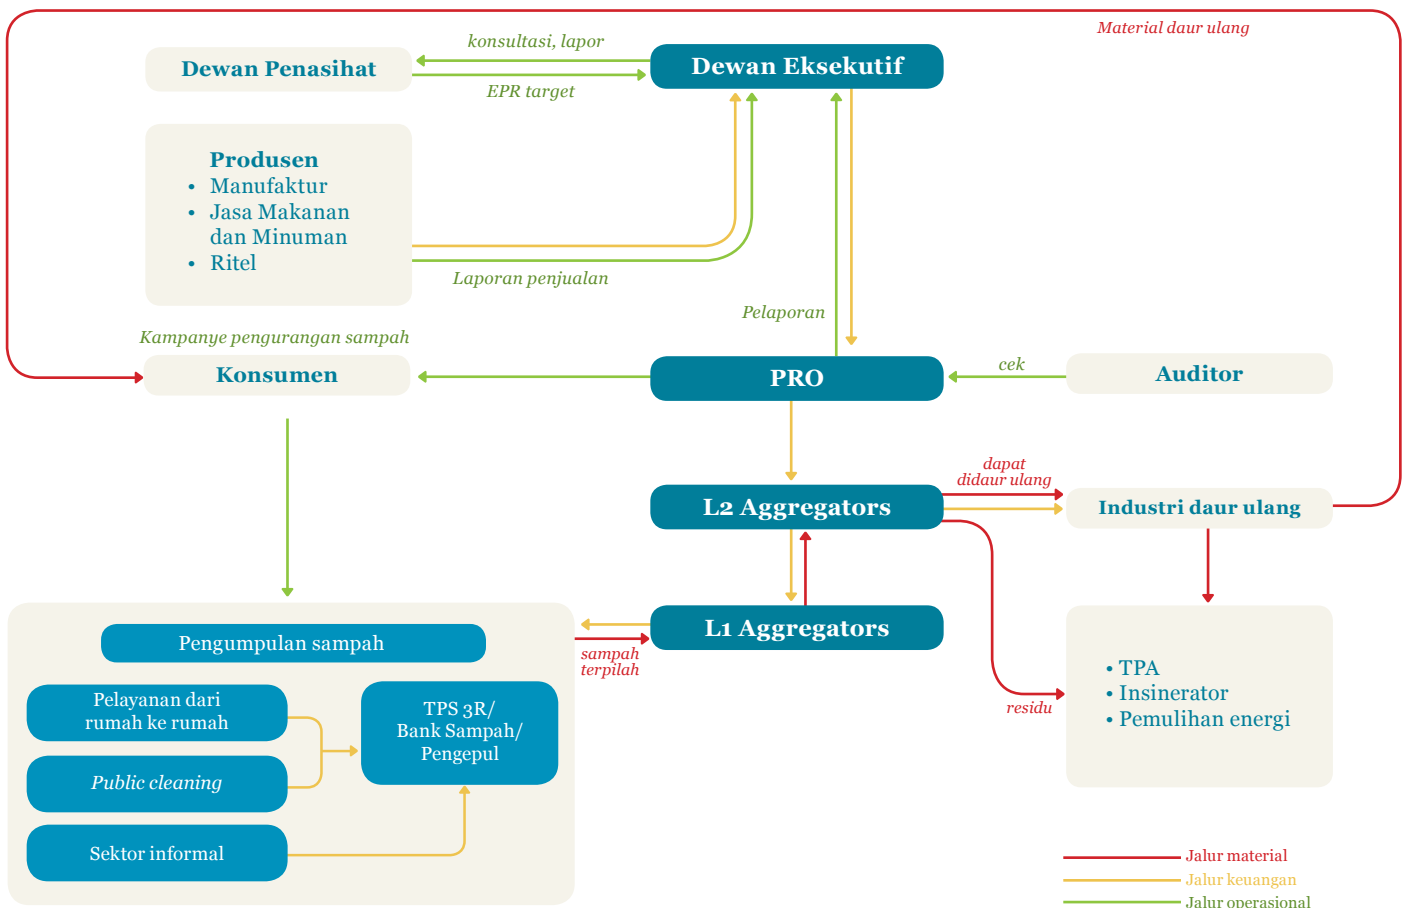 Material daur ulang
konsultasi, lapor
Dewan Penasihat
Dewan Eksekutif
EPR target
Produsen
• Manufaktur
• Jasa Makanan
dan Minuman
• Ritel
Laporan penjualan
Pelaporan
Kampanye pengurangan sampah
Konsumen
PRO
cek
Auditor
dapat
didaur ulang
L2 Aggregators
Industri daur ulang
L1 Aggregators
sampah
terpilah
Pengumpulan sampah
Pelayanan dari
rumah ke rumah
Public cleaning
Sektor informal
TPS 3R/
Bank Sampah/
Pengepul
residu
• TPA
• Insinerator
• Pemulihan energi
Jalur material
Jalur keuangan
Jalur operasional